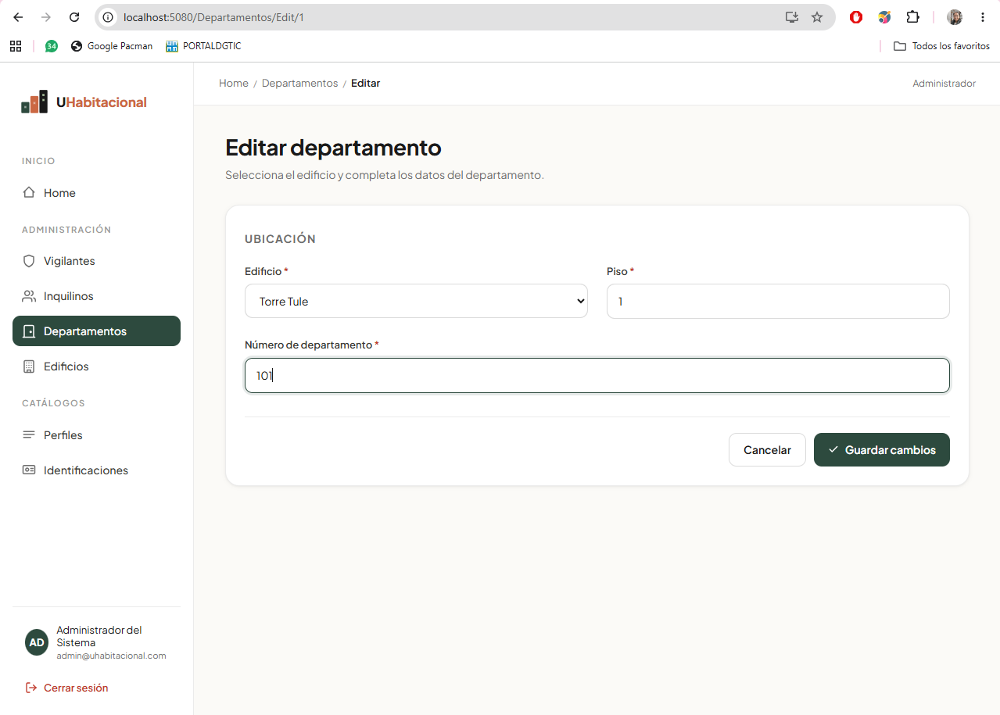 localhost:5080/Departamentos/Edit/1
34
Google Pacman
PORTALDGTIC
Todos los favoritos
UHabitacional
Home / Departamentos / Editar
Administrador
INICIO
Home
ADMINISTRACIÓN
Vigilantes
Inquilinos
Departamentos
Edificios
CATÁLOGOS
Perfiles
Identificaciones
Editar departamento
Selecciona el edificio y completa los datos del departamento.
UBICACIÓN
Edificio *
Piso *
Torre Tule
1
Número de departamento *
101
Cancelar
Guardar cambios
AD
Administrador del
Sistema
admin@uhabitacional.com
Cerrar sesión